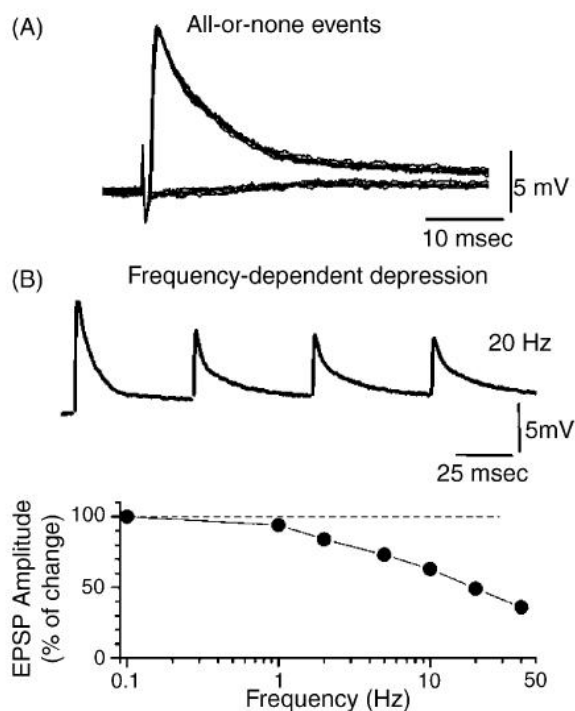 (A) All-or-none events
5 mV
10 msec
(B) Frequency-dependent depression
20 Hz
5mV
25 msec
EPSP Amplitude
(% of change)
100
50
0
0.1 1 10 50
Frequency (Hz)